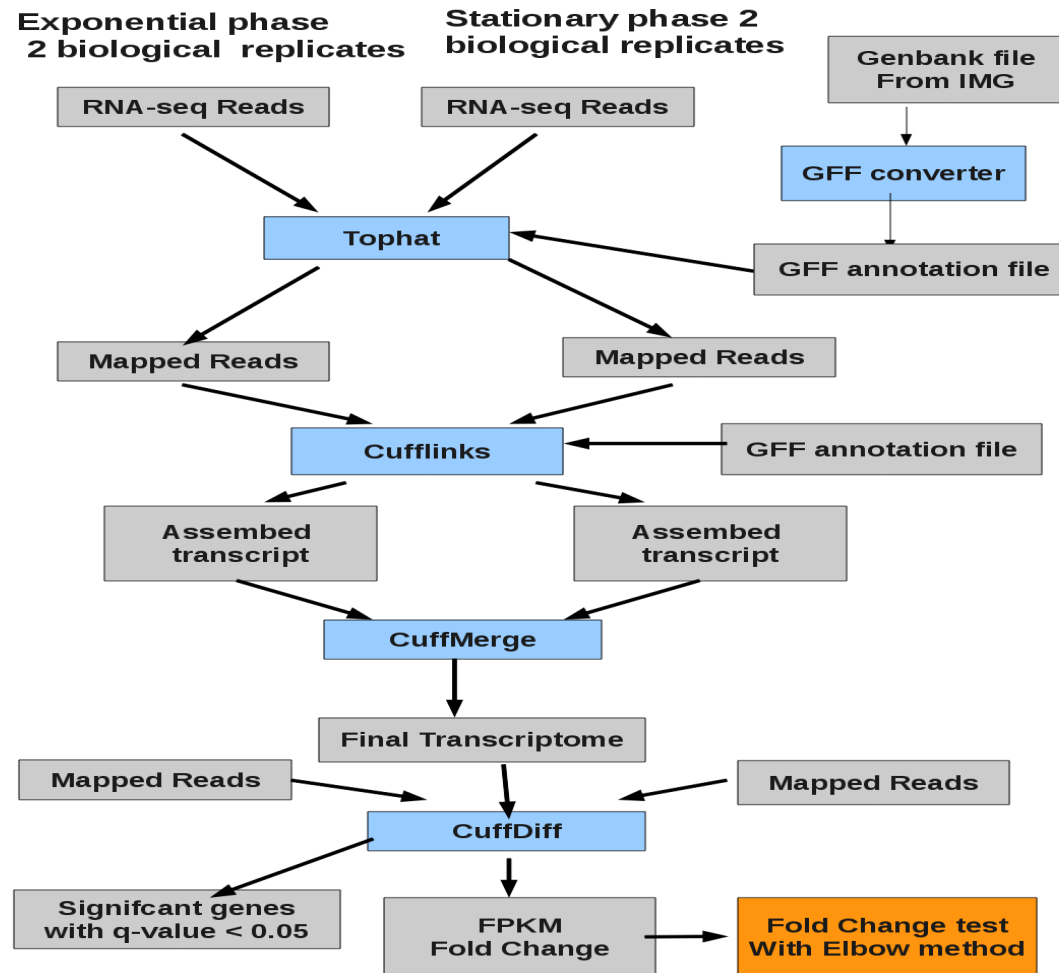 Exponential phase
2 biological replicates
Stationary phase 2
biological replicates
Genbank file
From IMG
RNA-seq Reads
RNA-seq Reads
GFF converter
Tophat
GFF annotation file
Mapped Reads
Mapped Reads
Cufflinks
GFF annotation file
Assembed
transcript
Assembed
transcript
CuffMerge
Final Transcriptome
Mapped Reads
Mapped Reads
CuffDiff
Signifcant genes
with q-value < 0.05
FPKM
Fold Change
Fold Change test
With Elbow method